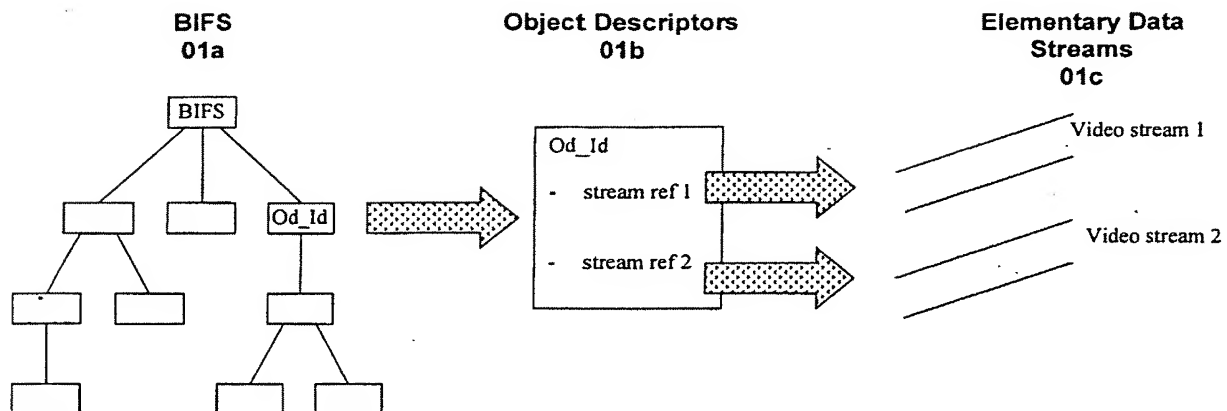 BIFS
01a
Object Descriptors
01b
Elementary Data
Streams
01c
BIFS
Od_Id
Od_Id
- stream ref 1
- stream ref 2
Video stream 1
Video stream 2